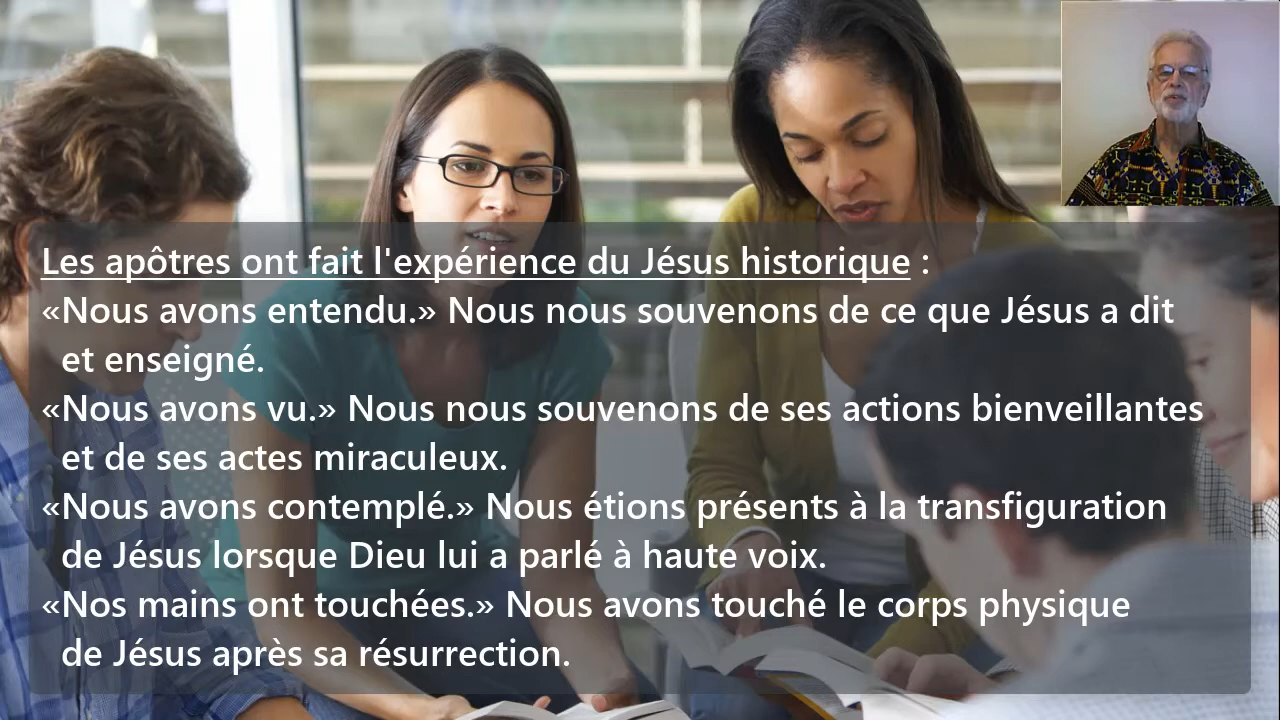 Les apôtres ont fait l'expérience du Jésus historique :
«Nous avons entendu.» Nous nous souvenons de ce que Jésus a dit
et enseigné.
«Nous avons vu.» Nous nous souvenons de ses actions bienveillantes
et de ses actes miraculeux.
«Nous avons contemplé.» Nous étions présents à la transfiguration
de Jésus lorsque Dieu lui a parlé à haute voix.
«Nos mains ont touchées.» Nous avons touché le corps physique
de Jésus après sa résurrection.